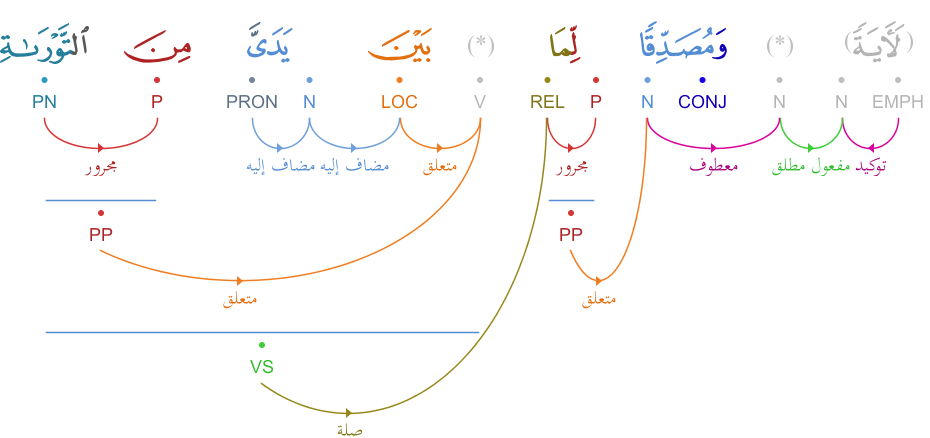 (لَأٓيَةٗ) (*) وَمُصَدِّقٗا لِّمَا (*) بَيۡنَ يَدَيَّ مِنَ ٱلتَّوۡرَىٰةِ
PN P PRON N LOC V REL P N CONJ N N EMPH
توكيد مفعول مطلق معطوف مجرور متعلق مضاف إليه مضاف إليه مجرور
PP PP
متعلق متعلق
VS
صلة